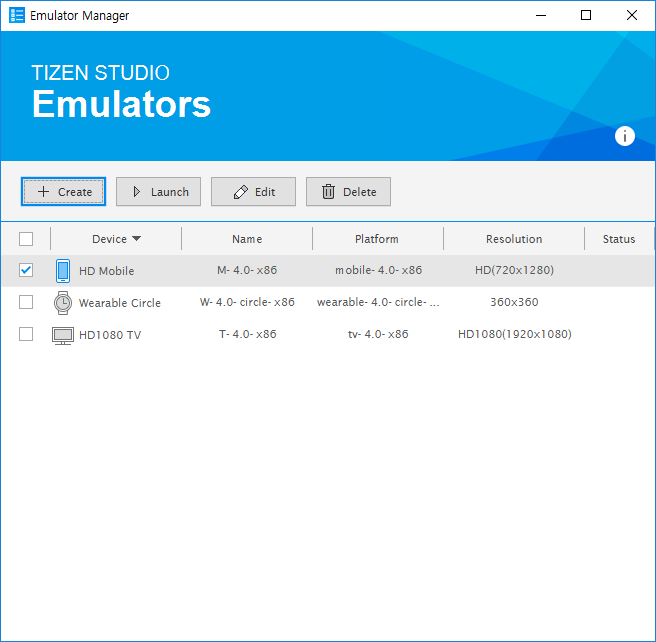 Emulator Manager
TIZEN STUDIO
Emulators
Create Launch Edit Delete
Device Name Platform Resolution Status
HD Mobile M- 4.0- x86 mobile- 4.0- x86 HD(720x1280)
Wearable Circle W- 4.0- circle- x86 wearable- 4.0- circle- ... 360x360
HD1080 TV T- 4.0- x86 tv- 4.0- x86 HD1080(1920x1080)